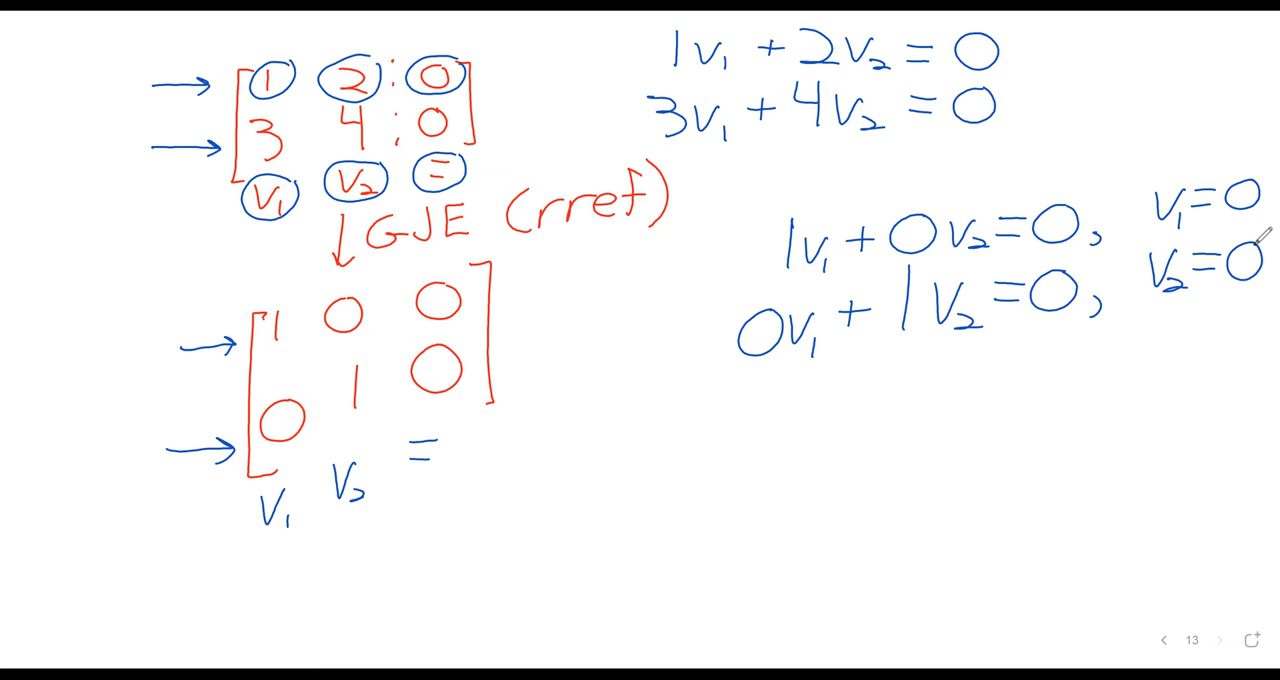 1 2 : 0
3 4 : 0
v₁ v₂ =
GJE (rref)
1 0 0
0 1 0
v₁ v₂ =
1v₁ + 2v₂ = 0
3v₁ + 4v₂ = 0
1v₁ + 0v₂ = 0, v₁ = 0
0v₁ + 1v₂ = 0, v₂ = 0
13